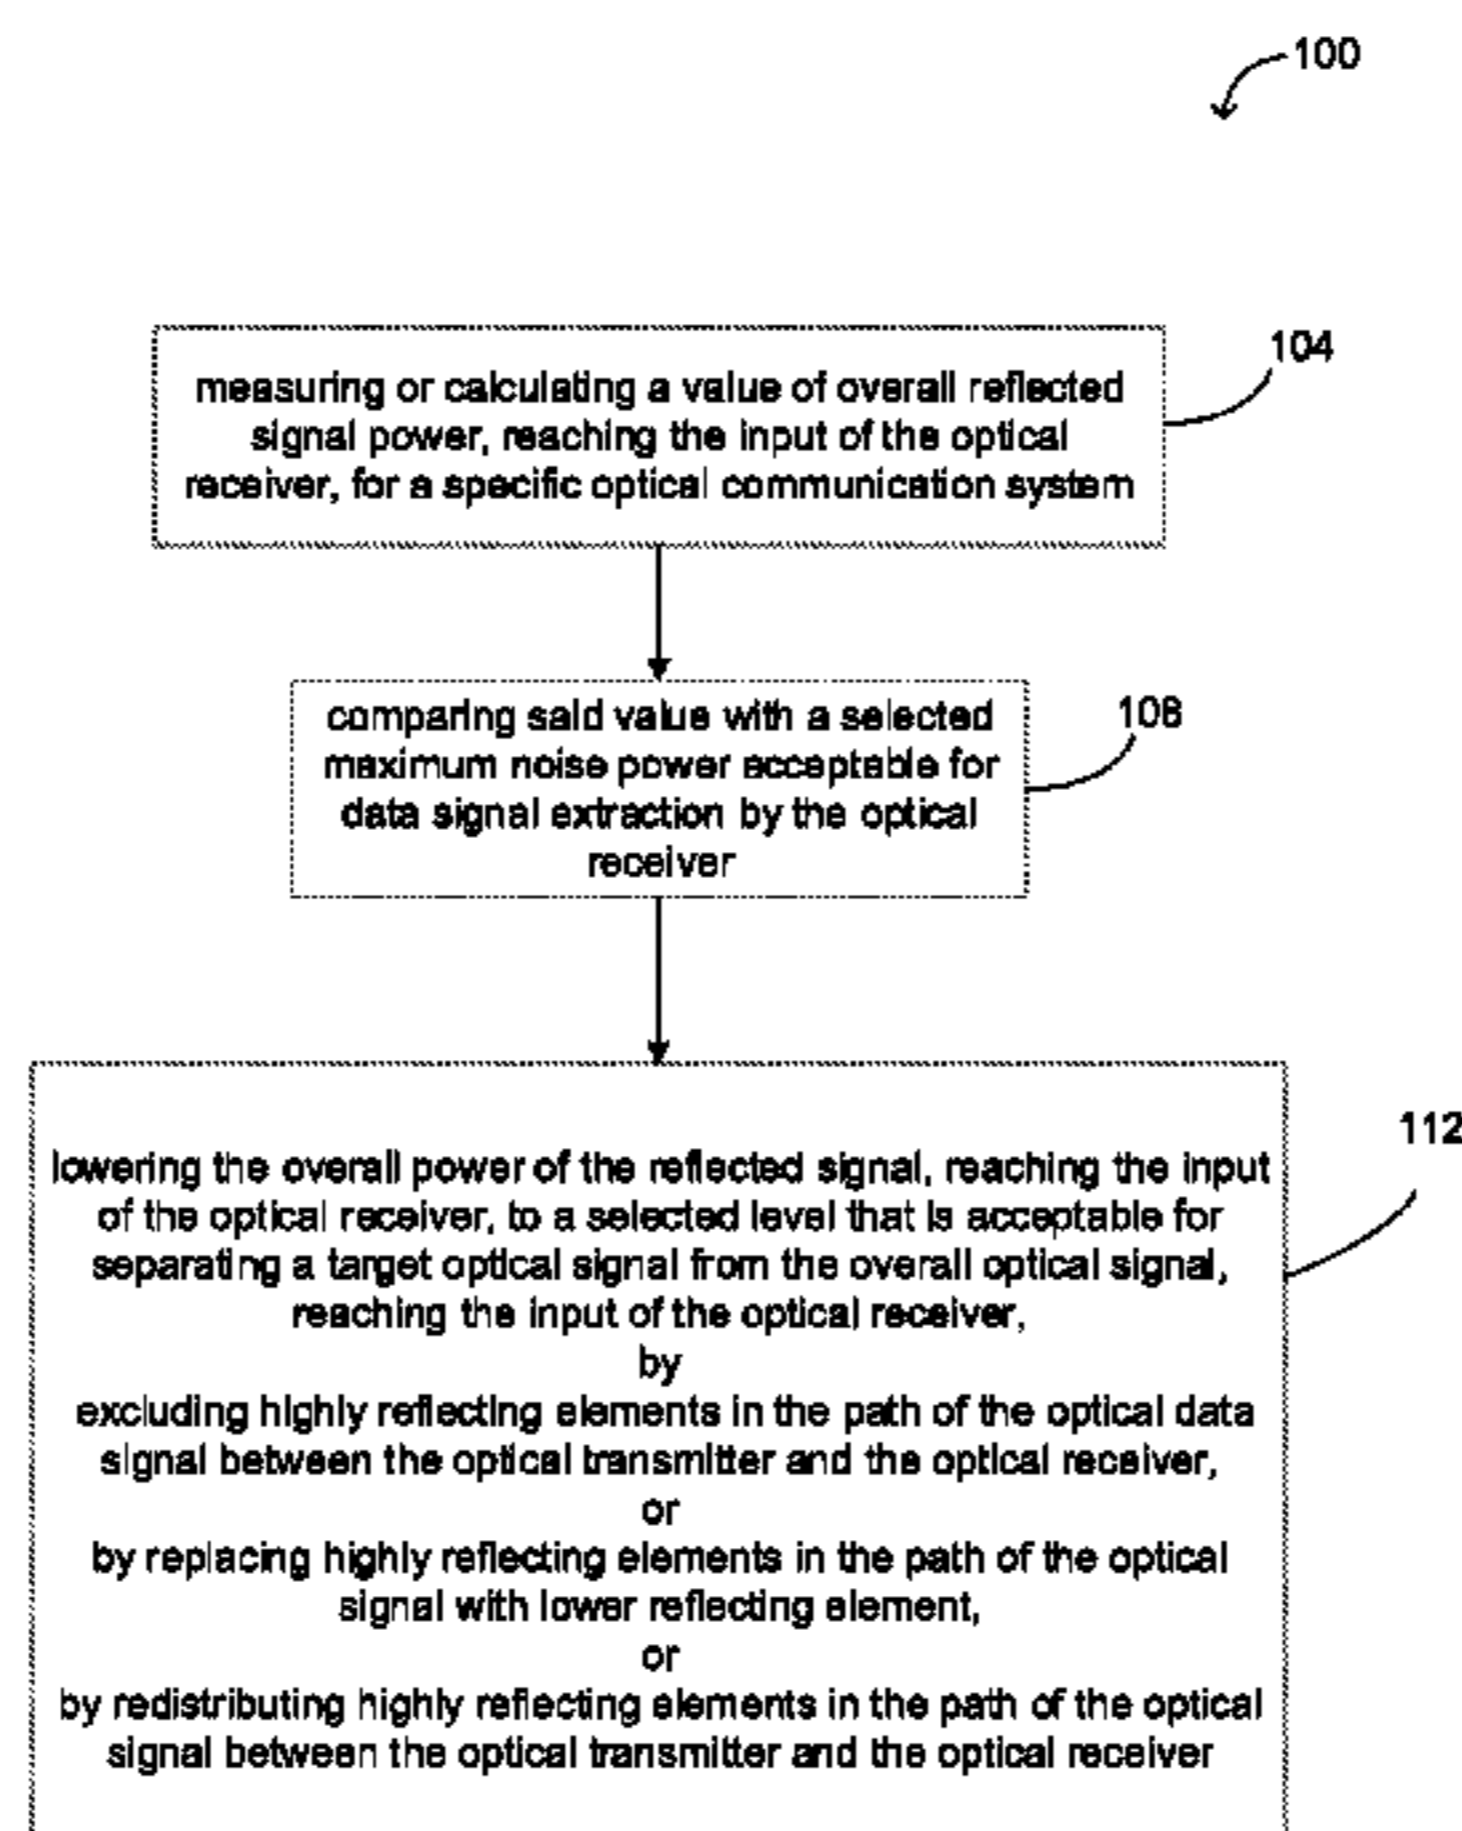 100
104
measuring or calculating a value of overall reflected
signal power, reaching the input of the optical
receiver, for a specific optical communication system
108
comparing said value with a selected
maximum noise power acceptable for
data signal extraction by the optical
receiver
112
lowering the overall power of the reflected signal, reaching the input
of the optical receiver, to a selected level that is acceptable for
separating a target optical signal from the overall optical signal,
reaching the input of the optical receiver,
by
excluding highly reflecting elements in the path of the optical data
signal between the optical transmitter and the optical receiver,
or
by replacing highly reflecting elements in the path of the optical
signal with lower reflecting element,
or
by redistributing highly reflecting elements in the path of the optical
signal between the optical transmitter and the optical receiver